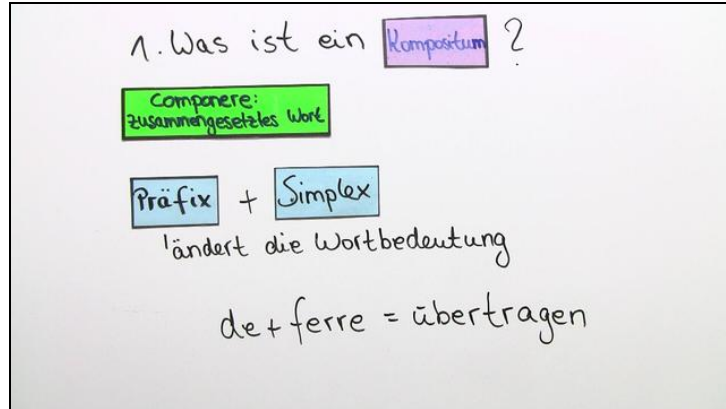 1. Was ist ein Kompositum ?
Componere:
zusammengesetztes Wort
Präfix + Simplex
ändert die Wortbedeutung
de + ferre = übertragen